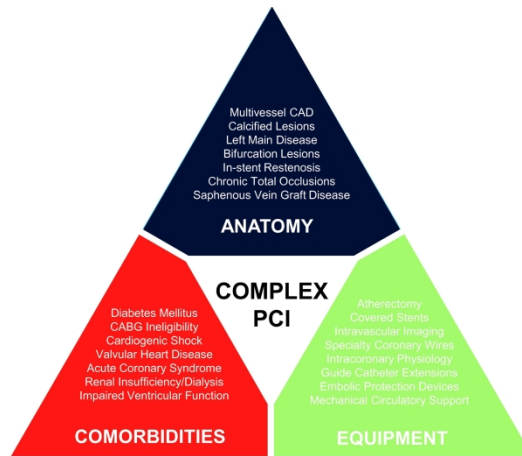 Multivessel CAD
Calcified Lesions
Left Main Disease
Bifurcation Lesions
In-stent Restenosis
Chronic Total Occlusions
Saphenous Vein Graft Disease
ANATOMY
COMPLEX
PCI
Diabetes Mellitus
CABG Ineligibility
Cardiogenic Shock
Valvular Heart Disease
Acute Coronary Syndrome
Renal Insufficiency/Dialysis
Impaired Ventricular Function
COMORBIDITIES
Atherectomy
Covered Stents
Intravascular Imaging
Specialty Coronary Wires
Intracoronary Physiology
Guide Catheter Extensions
Embolic Protection Devices
Mechanical Circulatory Support
EQUIPMENT